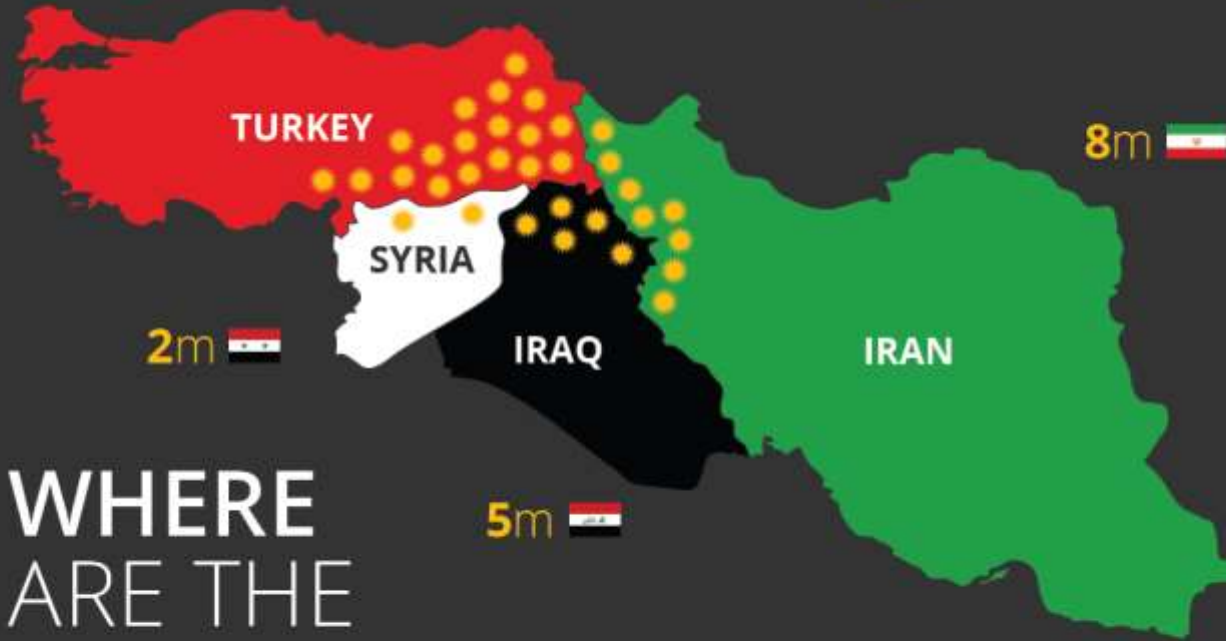 TURKEY
8m
SYRIA
2m
IRAQ
IRAN
5m
WHERE
ARE THE